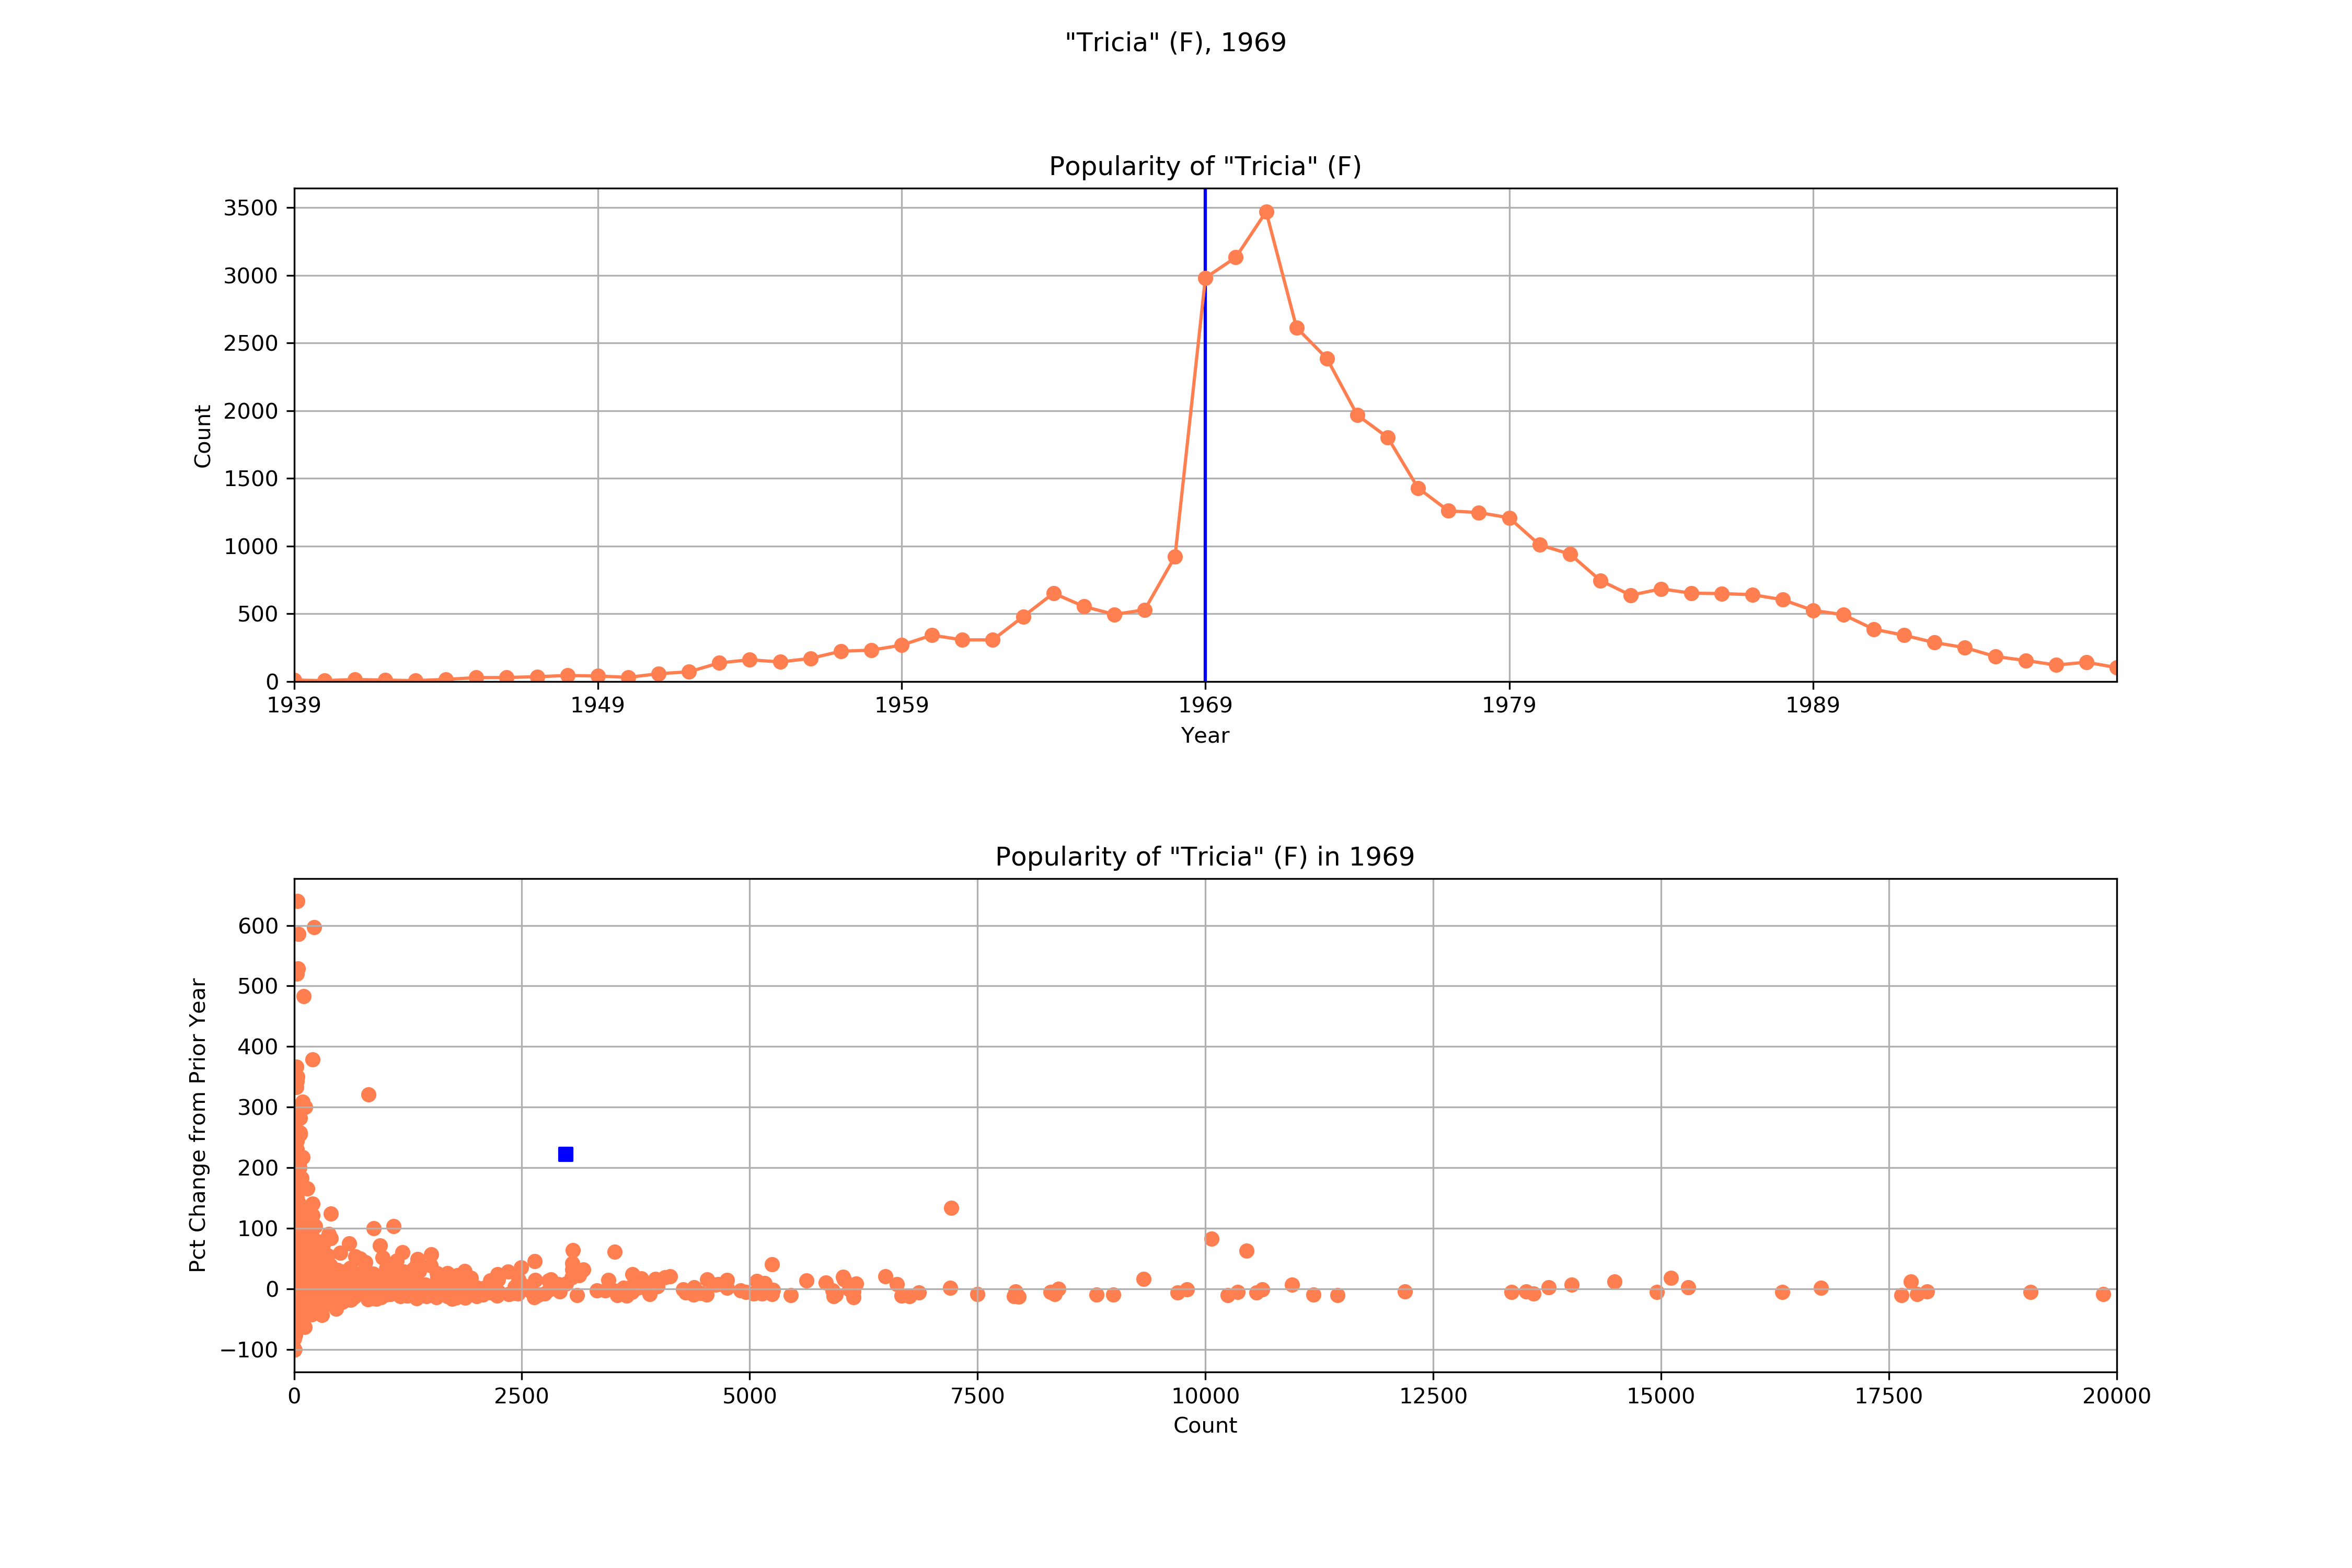 "Tricia" (F), 1969
Popularity of "Tricia" (F)
3500
3000
2500
2000
1500
1000
500
0
Count
1939 1949 1959 1969 1979 1989
Year
Popularity of "Tricia" (F) in 1969
600
500
400
300
200
100
0
−100
Pct Change from Prior Year
0 2500 5000 7500 10000 12500 15000 17500 20000
Count